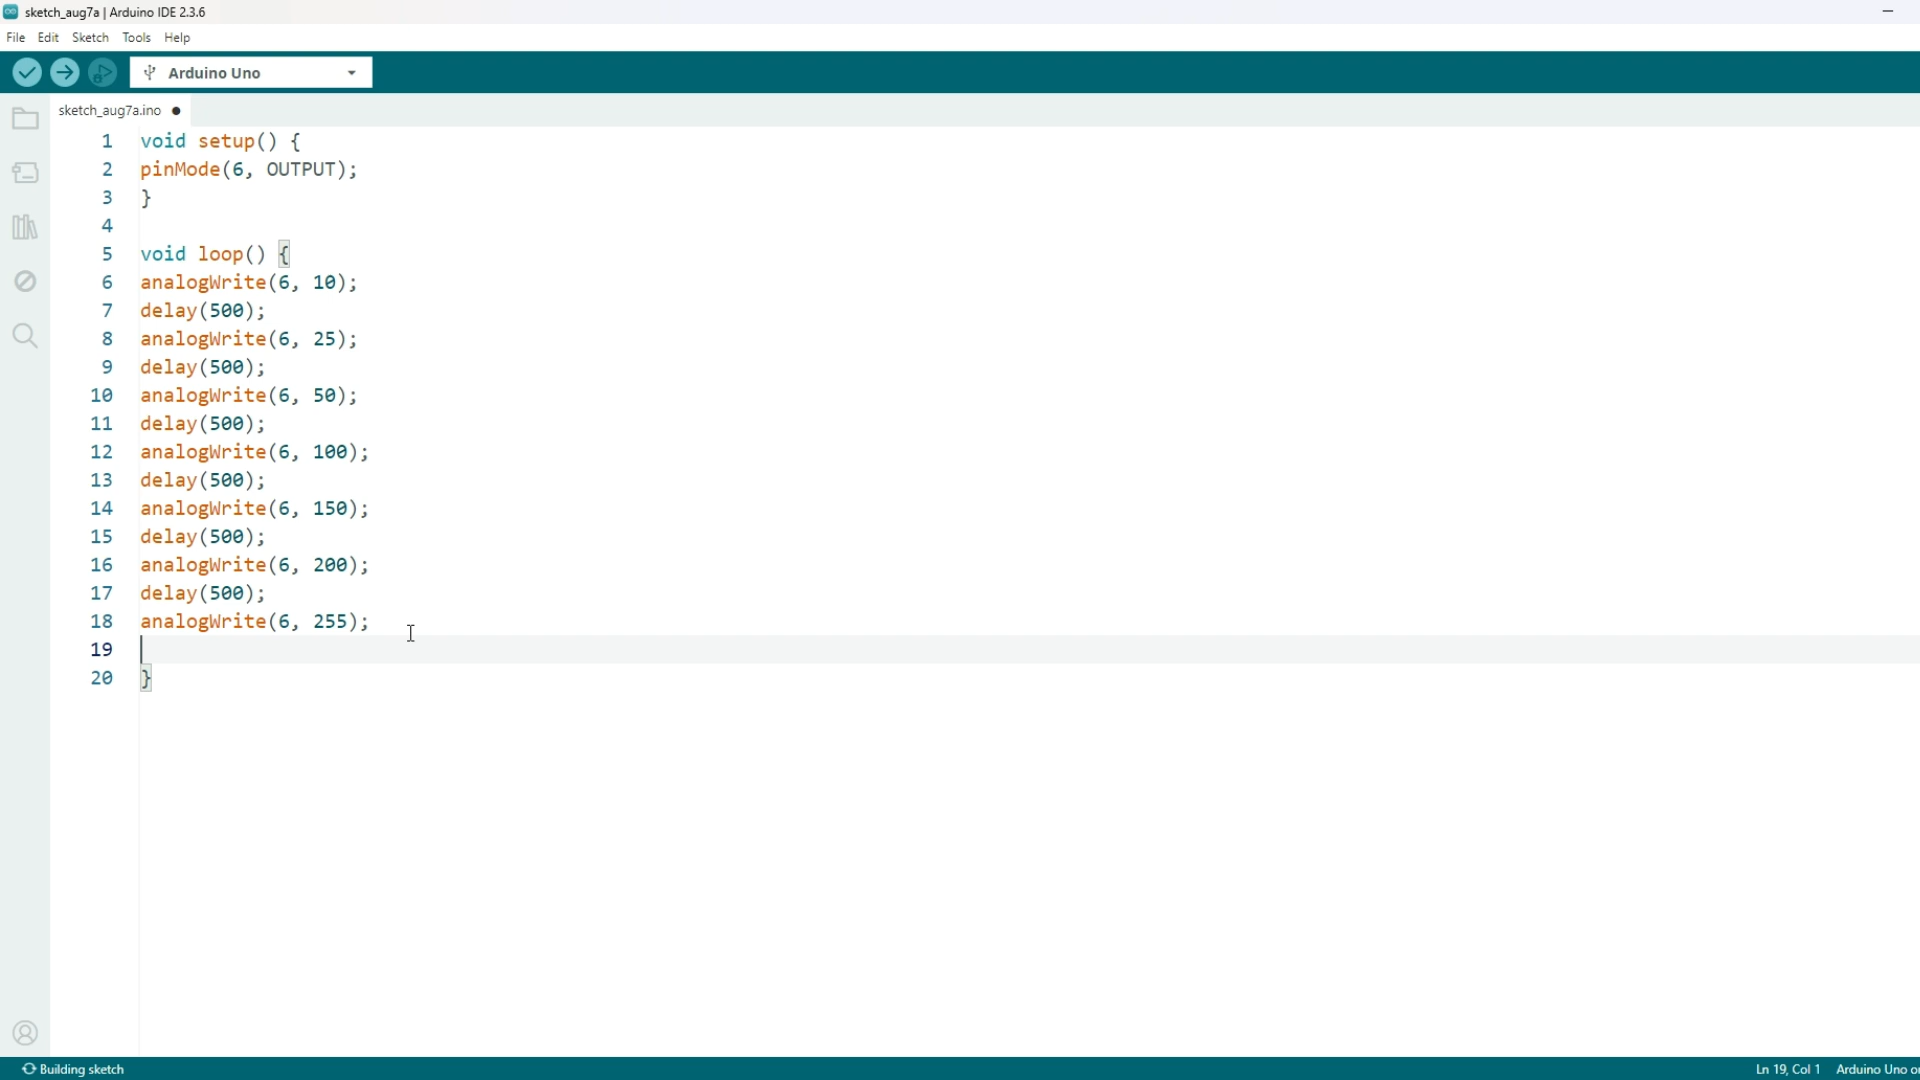 sketch_aug7a | Arduino IDE 2.3.6
File Edit Sketch Tools Help
Arduino Uno
sketch_aug7a.ino
1 void setup() {
2 pinMode(6, OUTPUT);
3 }
4
5 void loop() {
6 analogWrite(6, 10);
7 delay(500);
8 analogWrite(6, 25);
9 delay(500);
10 analogWrite(6, 50);
11 delay(500);
12 analogWrite(6, 100);
13 delay(500);
14 analogWrite(6, 150);
15 delay(500);
16 analogWrite(6, 200);
17 delay(500);
18 analogWrite(6, 255);
19
20 }
Building sketch Ln 19, Col 1 Arduino Uno